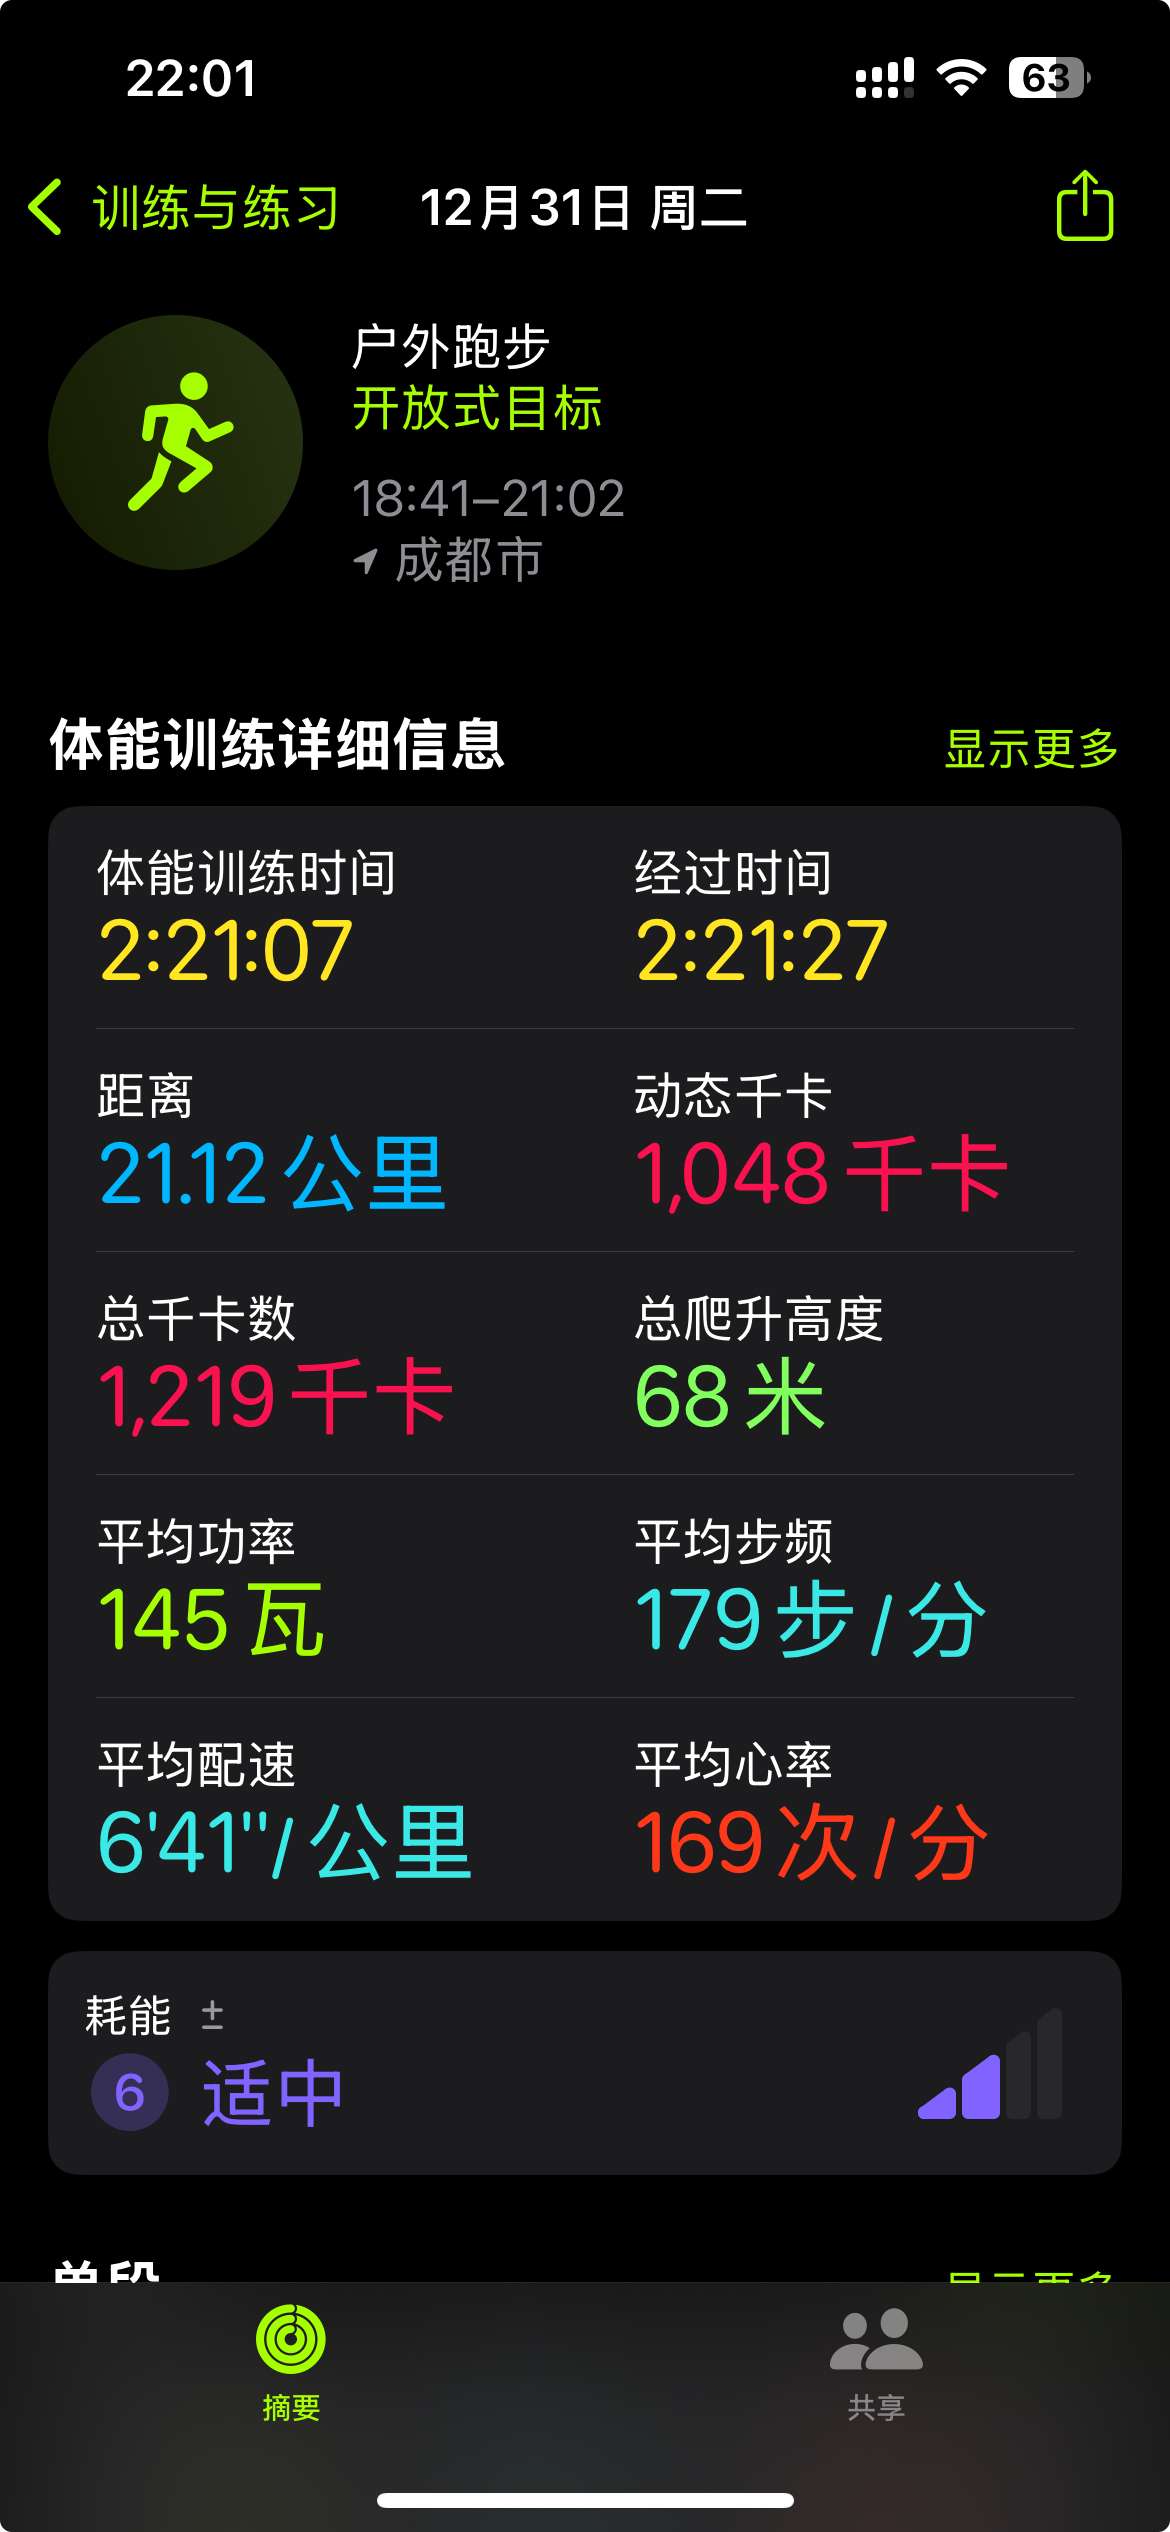 22:01
63
训练与练习
12月31日 周二
户外跑步
开放式目标
18:41–21:02
成都市
体能训练详细信息
显示更多
体能训练时间
经过时间
2:21:07
2:21:27
距离
动态千卡
21.12 公里
1,048 千卡
总千卡数
总爬升高度
1,219 千卡
68 米
平均功率
平均步频
145 瓦
179 步 / 分
平均配速
平均心率
6'41"/ 公里
169 次 / 分
耗能 ±
6 适中
单段
显示更多
摘要
共享